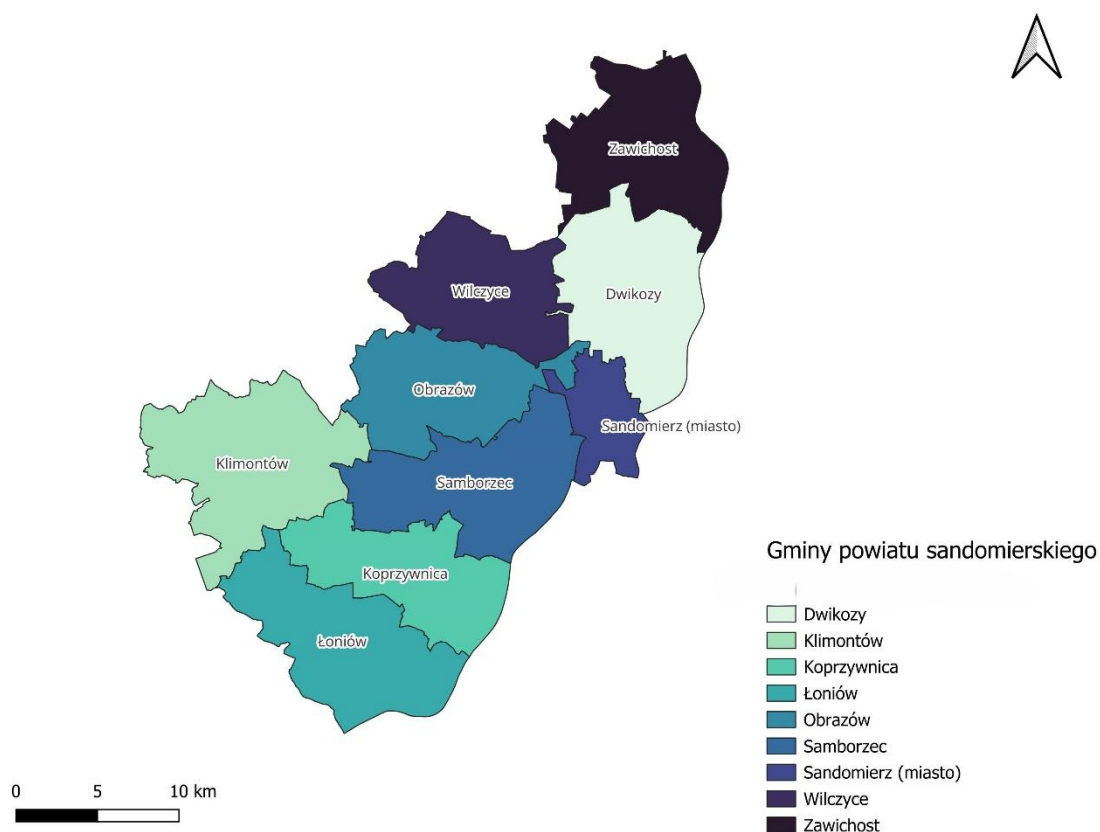 Zawichost
Wilczyce
Dwikozy
Obrazów
Sandomierz (miasto)
Klimontów
Samborzec
Koprzywnica
Łoniów
Gminy powiatu sandomierskiego
Dwikozy
Klimontów
Koprzywnica
Łoniów
Obrazów
Samborzec
Sandomierz (miasto)
Wilczyce
Zawichost
0 5 10 km